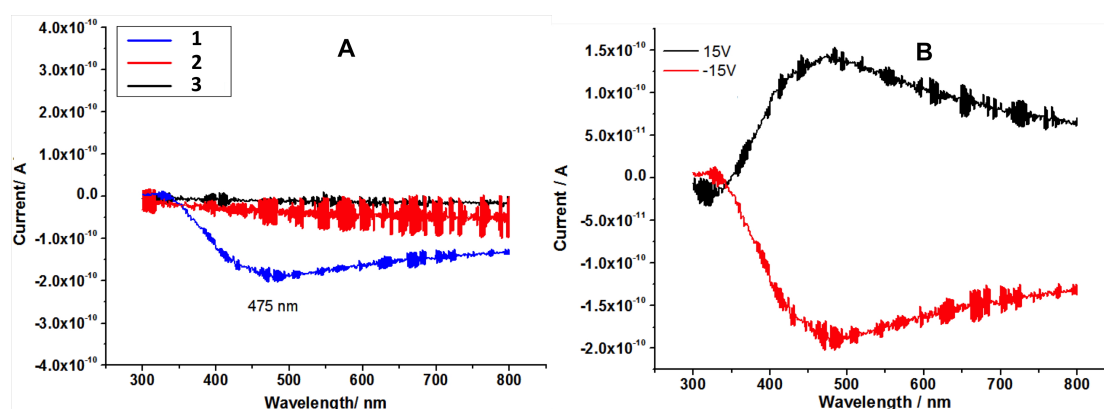 4.0x10⁻¹⁰
3.0x10⁻¹⁰
2.0x10⁻¹⁰
1.0x10⁻¹⁰
0.0
-1.0x10⁻¹⁰
-2.0x10⁻¹⁰
-3.0x10⁻¹⁰
-4.0x10⁻¹⁰
Current/ A
1
2
3
A
475 nm
300 400 500 600 700 800
Wavelength/ nm
1.5x10⁻¹⁰
1.0x10⁻¹⁰
5.0x10⁻¹¹
0.0
-5.0x10⁻¹¹
-1.0x10⁻¹⁰
-1.5x10⁻¹⁰
-2.0x10⁻¹⁰
Current / A
15V
-15V
B
300 400 500 600 700 800
Wavelength / nm